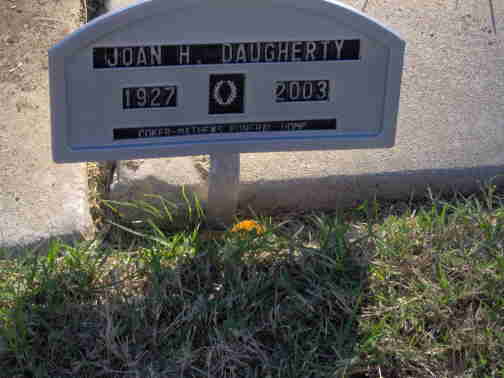 JOAN H. DAUGHERTY
1927 2003
COKER-MATHEWS FUNERAL HOME